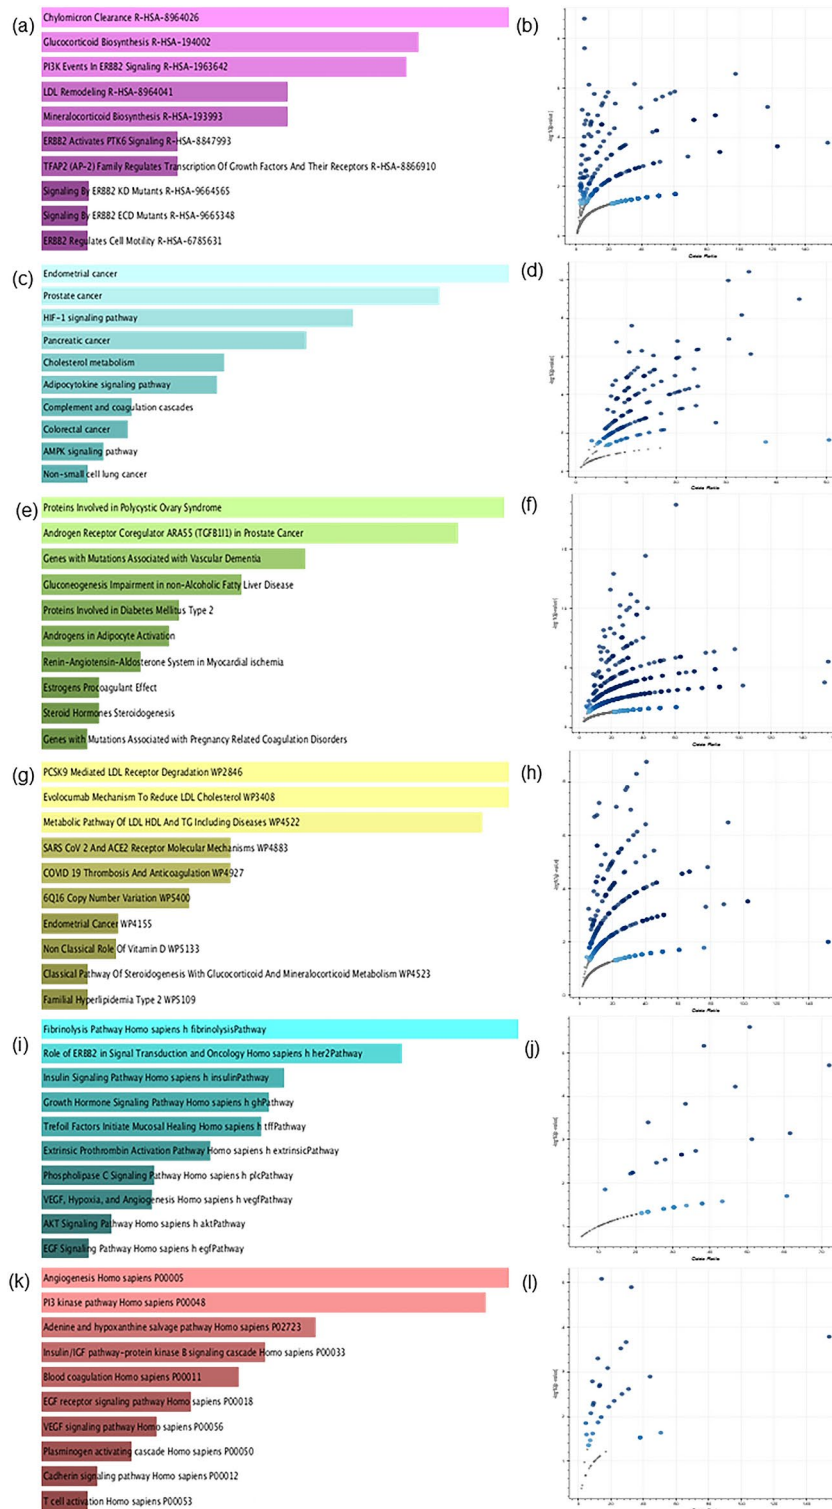 (a)
Chylomicron Clearance R-HSA-8964026
Glucocorticoid Biosynthesis R-HSA-194002
PI3K Events In ERBB2 Signaling R-HSA-1963642
LDL Remodeling R-HSA-8964041
Mineralocorticoid Biosynthesis R-HSA-193993
ERBB2 Activates PTK6 Signaling R-HSA-8847993
TFAP2 (AP-2) Family Regulates Transcription Of Growth Factors And Their Receptors R-HSA-8866910
Signaling By ERBB2 KD Mutants R-HSA-9664565
Signaling By ERBB2 ECD Mutants R-HSA-9665348
ERBB2 Regulates Cell Motility R-HSA-6785631
(b)
Odds Ratio
(c)
Endometrial cancer
Prostate cancer
HIF-1 signaling pathway
Pancreatic cancer
Cholesterol metabolism
Adipocytokine signaling pathway
Complement and coagulation cascades
Colorectal cancer
AMPK signaling pathway
Non-small cell lung cancer
(d)
Odds Ratio
(e)
Proteins Involved in Polycystic Ovary Syndrome
Androgen Receptor Coregulator ARA55 (TGFB1I1) in Prostate Cancer
Genes with Mutations Associated with Vascular Dementia
Gluconeogenesis Impairment in non-Alcoholic Fatty Liver Disease
Proteins Involved in Diabetes Mellitus Type 2
Androgens in Adipocyte Activation
Renin-Angiotensin-Aldosterone System in Myocardial ischemia
Estrogens Procoagulant Effect
Steroid Hormones Steroidogenesis
Genes with Mutations Associated with Pregnancy Related Coagulation Disorders
(f)
Odds Ratio
(g)
PCSK9 Mediated LDL Receptor Degradation WP2846
Evolocumab Mechanism To Reduce LDL Cholesterol WP3408
Metabolic Pathway Of LDL HDL And TG Including Diseases WP4522
SARS CoV 2 And ACE2 Receptor Molecular Mechanisms WP4883
COVID 19 Thrombosis And Anticoagulation WP4927
6Q16 Copy Number Variation WP5400
Endometrial Cancer WP4155
Non Classical Role Of Vitamin D WP5133
Classical Pathway Of Steroidogenesis With Glucocorticoid And Mineralocorticoid Metabolism WP4523
Familial Hyperlipidemia Type 2 WP5109
(h)
Odds Ratio
(i)
Fibrinolysis Pathway Homo sapiens h fibrinolysisPathway
Role of ERBB2 in Signal Transduction and Oncology Homo sapiens h her2Pathway
Insulin Signaling Pathway Homo sapiens h insulinPathway
Growth Hormone Signaling Pathway Homo sapiens h ghPathway
Trefoil Factors Initiate Mucosal Healing Homo sapiens h tffPathway
Extrinsic Prothrombin Activation Pathway Homo sapiens h extrinsicPathway
Phospholipase C Signaling Pathway Homo sapiens h plcPathway
VEGF, Hypoxia, and Angiogenesis Homo sapiens h vegfPathway
AKT Signaling Pathway Homo sapiens h aktPathway
EGF Signaling Pathway Homo sapiens h egfPathway
(j)
Odds Ratio
(k)
Angiogenesis Homo sapiens P00005
PI3 kinase pathway Homo sapiens P00048
Adenine and hypoxanthine salvage pathway Homo sapiens P02723
Insulin/IGF pathway-protein kinase B signaling cascade Homo sapiens P00033
Blood coagulation Homo sapiens P00011
EGF receptor signaling pathway Homo sapiens P00018
VEGF signaling pathway Homo sapiens P00056
Plasminogen activating cascade Homo sapiens P00050
Cadherin signaling pathway Homo sapiens P00012
T cell activation Homo sapiens P00053
(l)